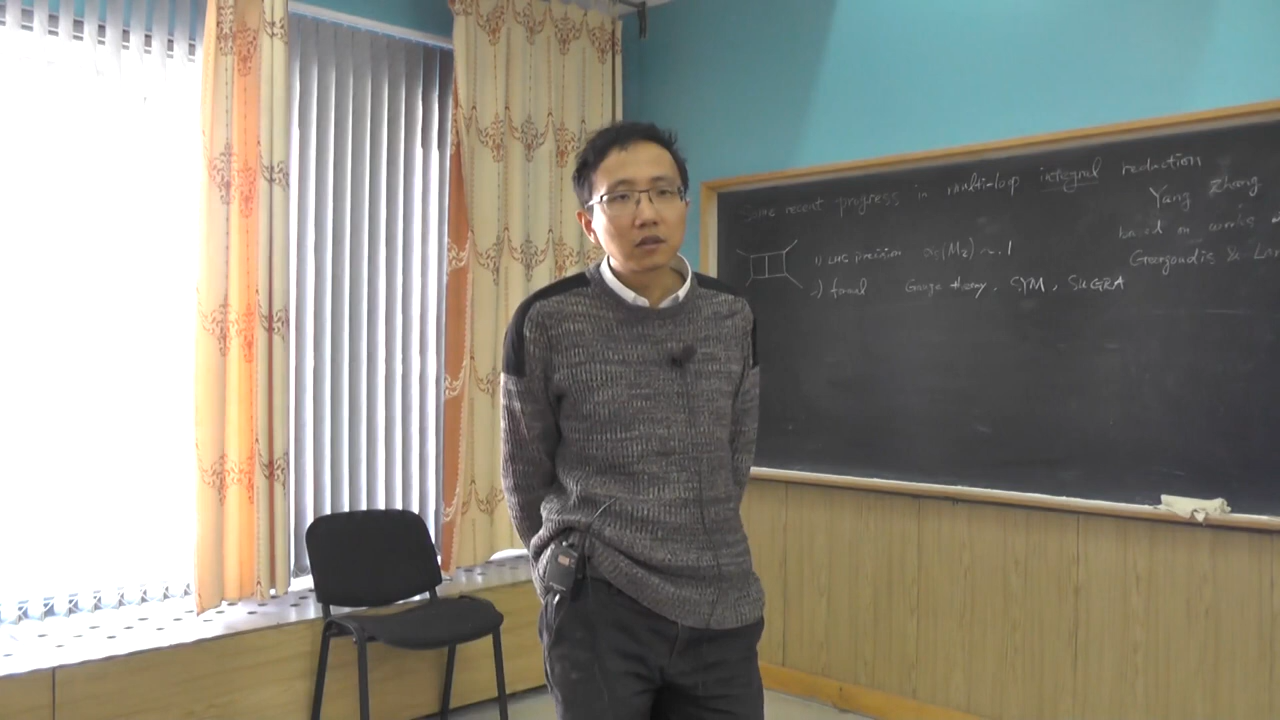 Some recent progress in multi-loop integral reduction
Yang Zhang
based on works
Georgoudis & Lar
1) LHC precision αs(Mz) ~ .1
2) formal Gauge theory, SYM, SUGRA